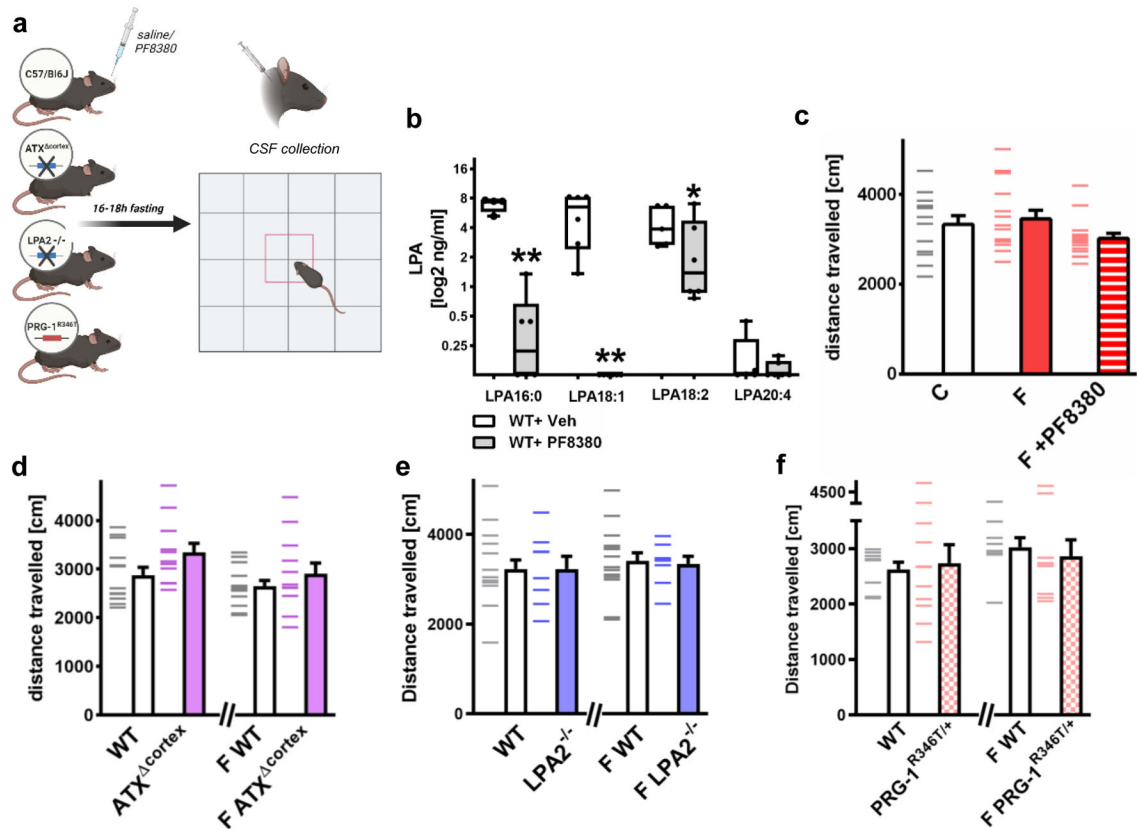 a
saline/
PF8380
C57/Bl6J
ATXΔcortex
LPA2 -/-
PRG-1R346T
16-18h fasting
CSF collection
b
LPA
[log2 ng/ml]
16
8
4
2
1
0.5
0.25
**
**
*
LPA16:0 LPA18:1 LPA18:2 LPA20:4
WT+ Veh
WT+ PF8380
c
distance travelled [cm]
4000
2000
0
C
F
F +PF8380
d
distance travelled [cm]
4000
3000
2000
1000
0
WT
ATXΔcortex
F WT
F ATXΔcortex
e
Distance travelled [cm]
4000
2000
0
WT
LPA2-/-
F WT
F LPA2-/-
f
Distance travelled [cm]
4500
3000
2000
1000
0
WT
PRG-1R346T/+
F WT
F PRG-1R346T/+